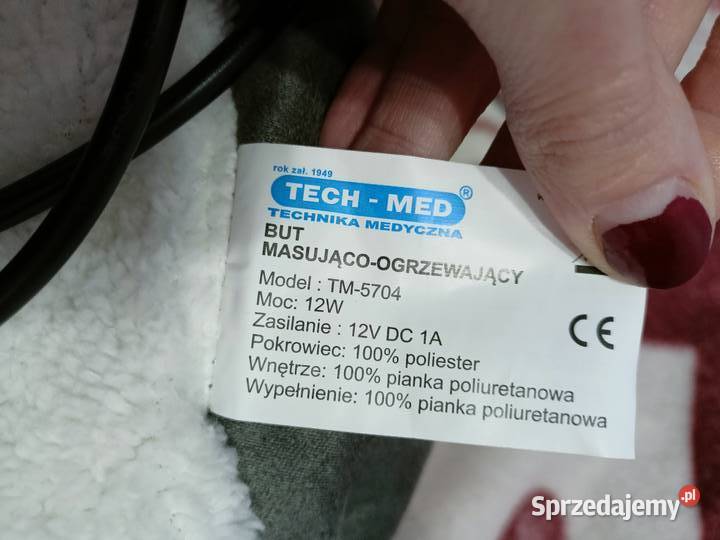 rok zał. 1949
TECH - MED®
TECHNIKA MEDYCZNA
BUT
MASUJĄCO-OGRZEWAJĄCY
Model : TM-5704
Moc: 12W
Zasilanie : 12V DC 1A
Pokrowiec: 100% poliester
Wnętrze: 100% pianka poliuretanowa
Wypełnienie: 100% pianka poliuretanowa
CE
Sprzedajemy.pl